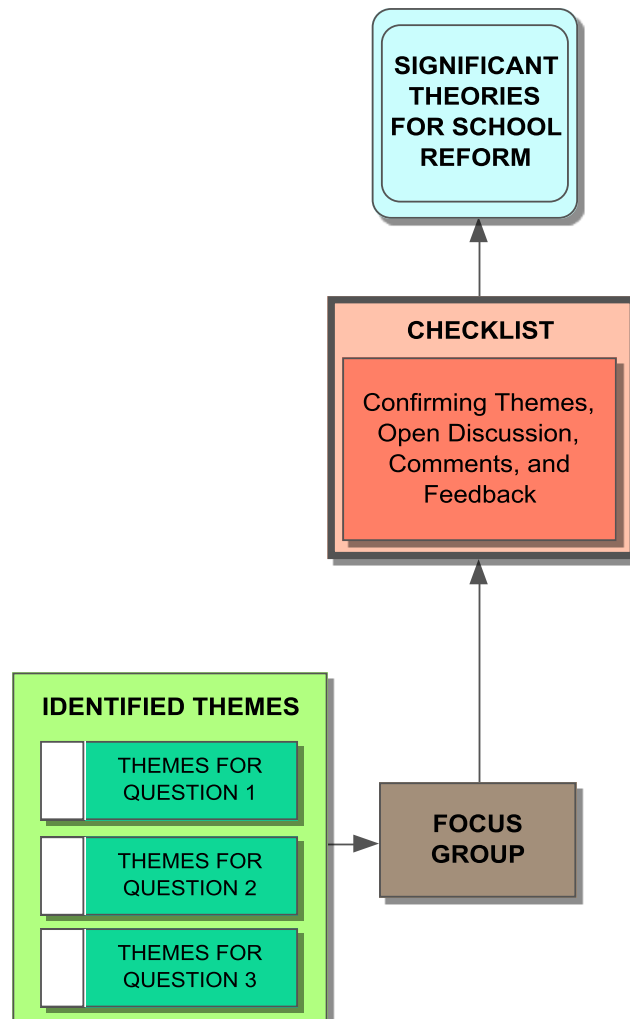 SIGNIFICANT
THEORIES
FOR SCHOOL
REFORM
CHECKLIST
Confirming Themes,
Open Discussion,
Comments, and
Feedback
IDENTIFIED THEMES
THEMES FOR
QUESTION 1
THEMES FOR
QUESTION 2
THEMES FOR
QUESTION 3
FOCUS
GROUP